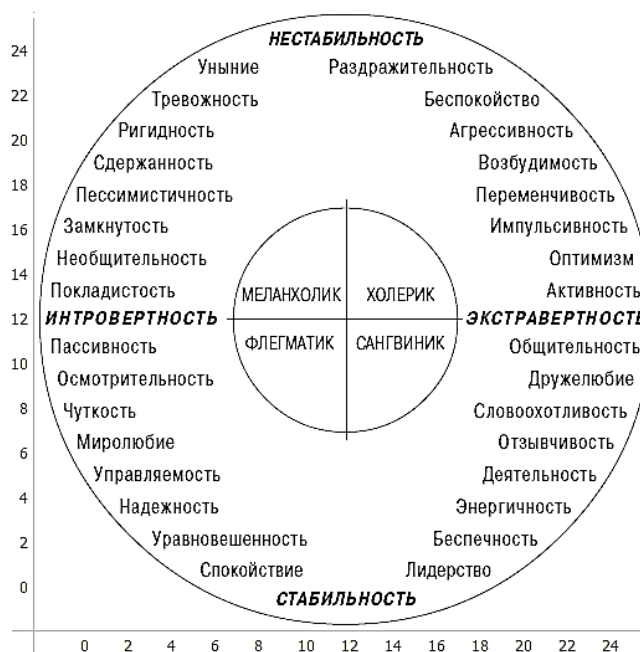 НЕСТАБИЛЬНОСТЬ
24
Уныние Раздражительность
22
Тревожность Беспокойство
Ригидность Агрессивность
20
Сдержанность Возбудимость
18
Пессимистичность Переменчивость
16
Замкнутость Импульсивность
Необщительность Оптимизм
14
Покладистость МЕЛАНХОЛИК ХОЛЕРИК Активность
12 ИНТРОВЕРТНОСТЬ ЭКСТРАВЕРТНОСТЬ
Пассивность ФЛЕГМАТИК САНГВИНИК Общительность
10
Осмотрительность Дружелюбие
8
Чуткость Словоохотливость
6
Миролюбие Отзывчивость
Управляемость Деятельность
4
Надежность Энергичность
2
Уравновешенность Беспечность
Спокойствие Лидерство
0
СТАБИЛЬНОСТЬ
0 2 4 6 8 10 12 14 16 18 20 22 24